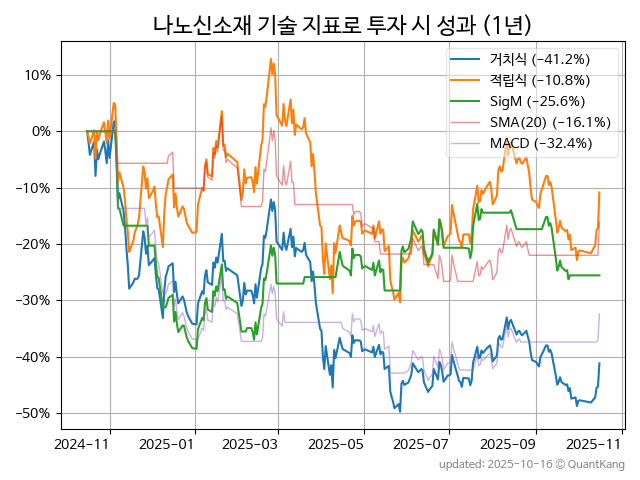 나노신소재 기술 지표로 투자 시 성과 (1년)
거치식 (−41.2%)
적립식 (−10.8%)
SigM (−25.6%)
SMA(20) (−16.1%)
MACD (−32.4%)
10%
0%
−10%
−20%
−30%
−40%
−50%
2024-11 2025-01 2025-03 2025-05 2025-07 2025-09 2025-11
updated: 2025-10-16 © QuantKang